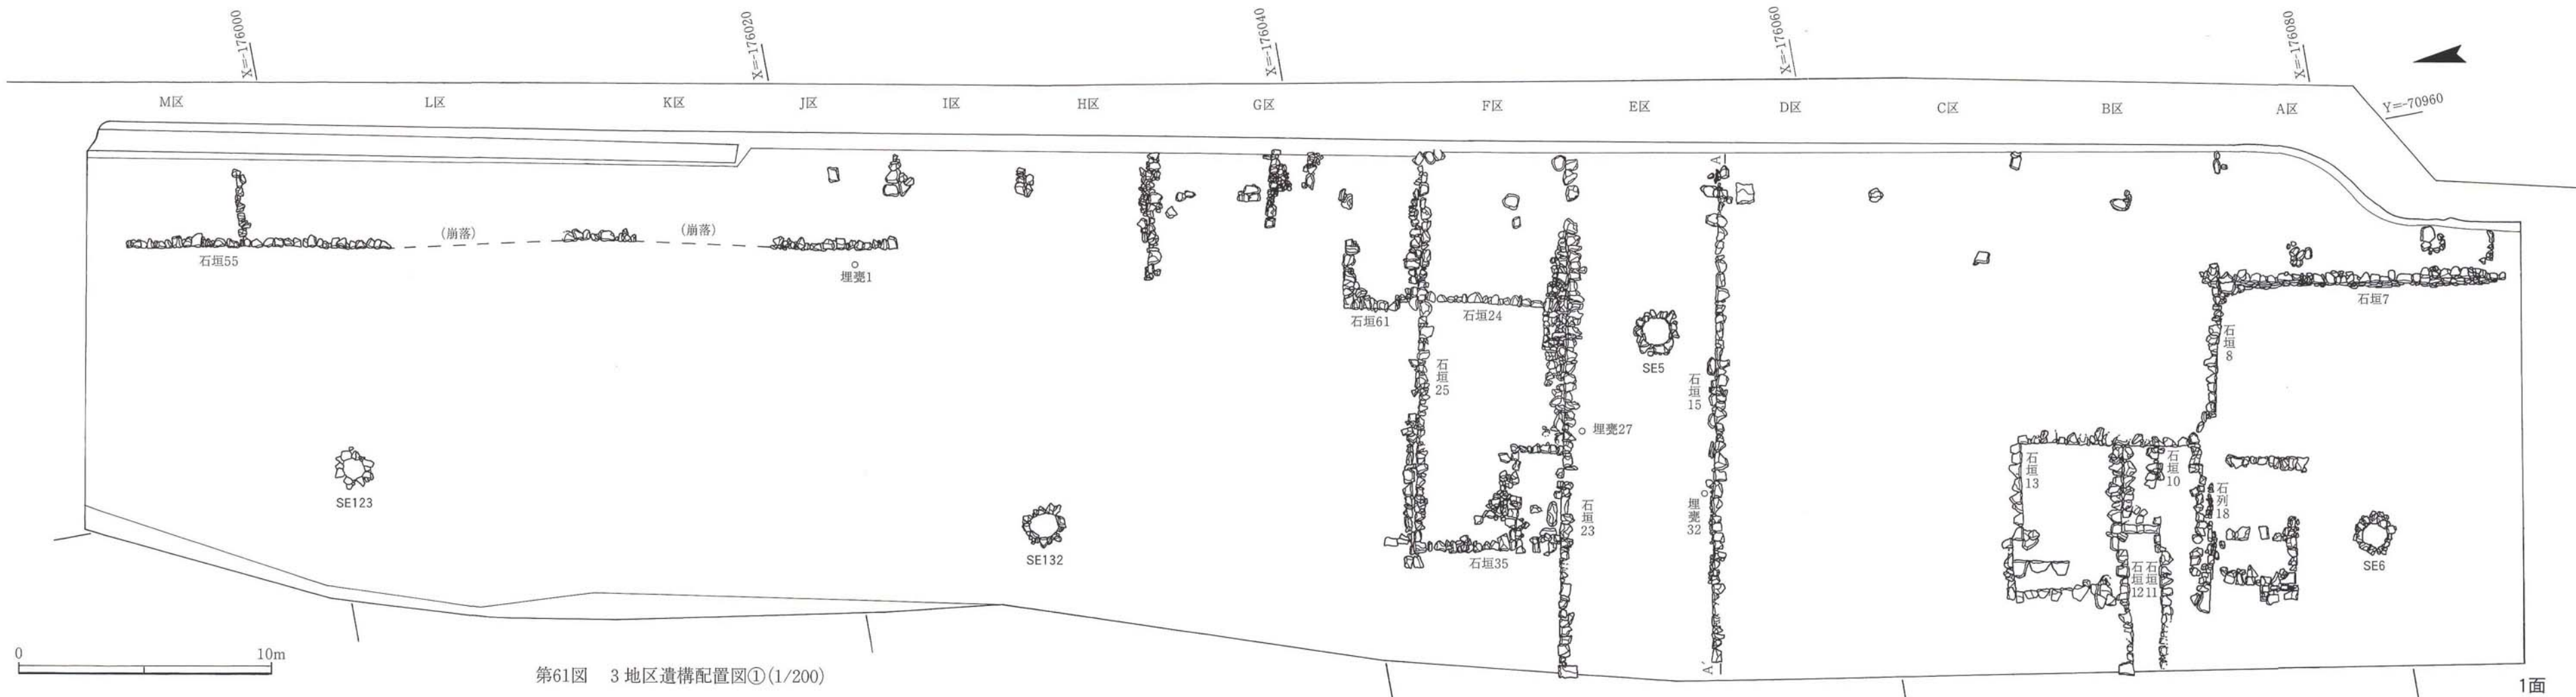 X=-176000
X=-176020
X=-176040
X=-176060
X=-176080
Y=-70960
M区
L区
K区
J区
I区
H区
G区
F区
E区
D区
C区
B区
A区
A
(崩落)
(崩落)
石垣55
埋甕1
石垣61
石垣24
石垣7
石垣25
石垣15
石垣8
SE5
埋甕27
石垣13
石垣10
石列18
SE123
SE132
石垣23
埋甕32
石垣35
石垣12
石垣11
SE6
A'
0
10m
第61図 3地区遺構配置図①(1/200)
1面